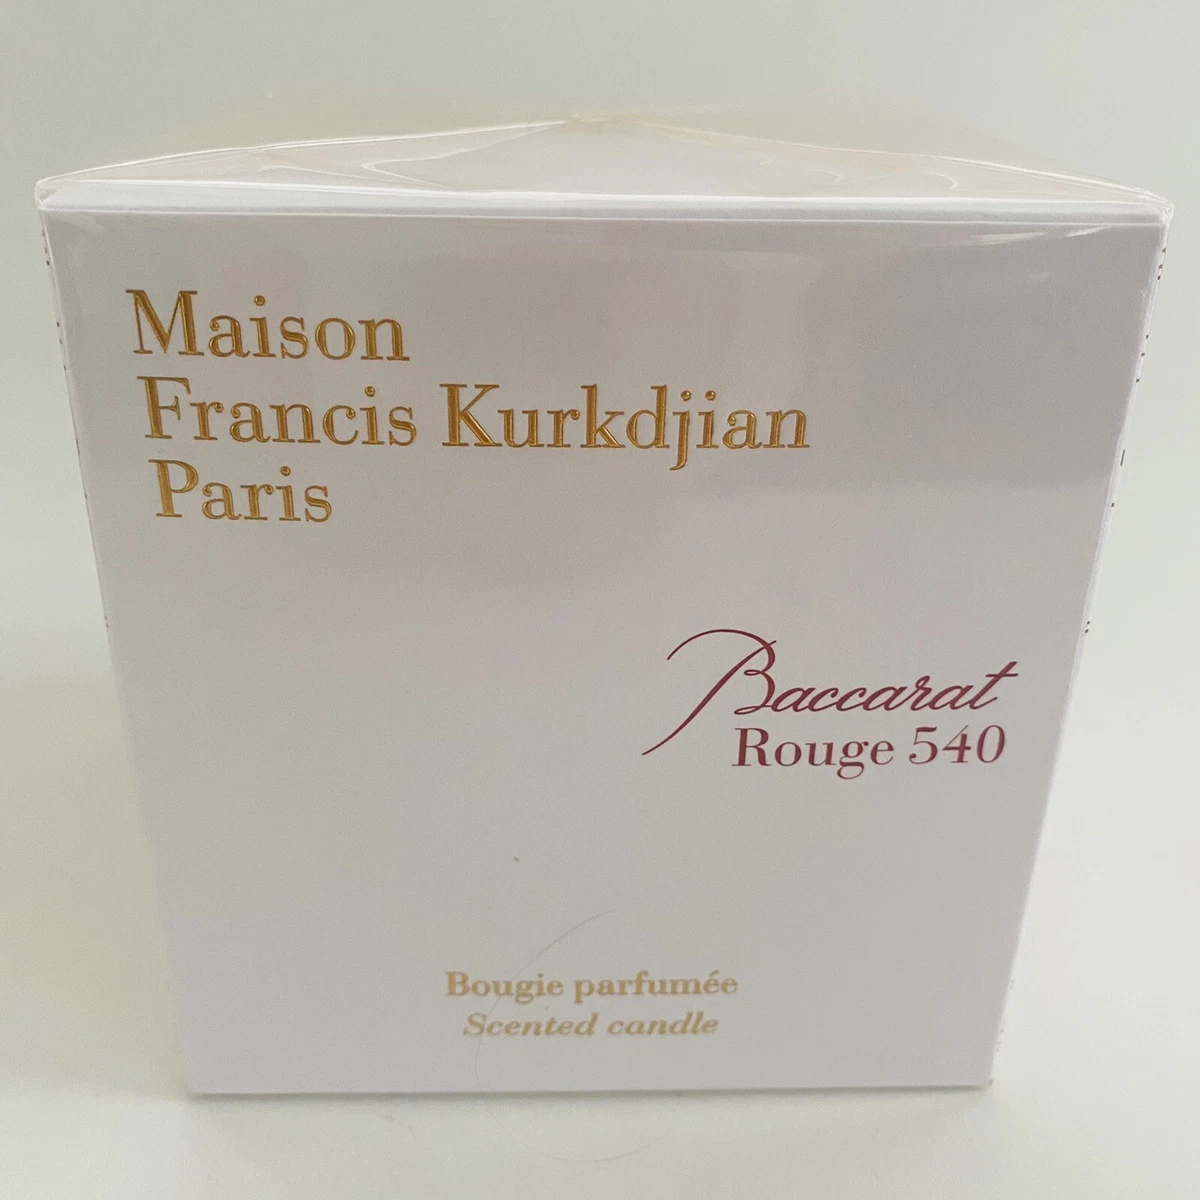 Maison
Francis Kurkdjian
Paris
Baccarat
Rouge 540
Bougie parfumée
Scented candle